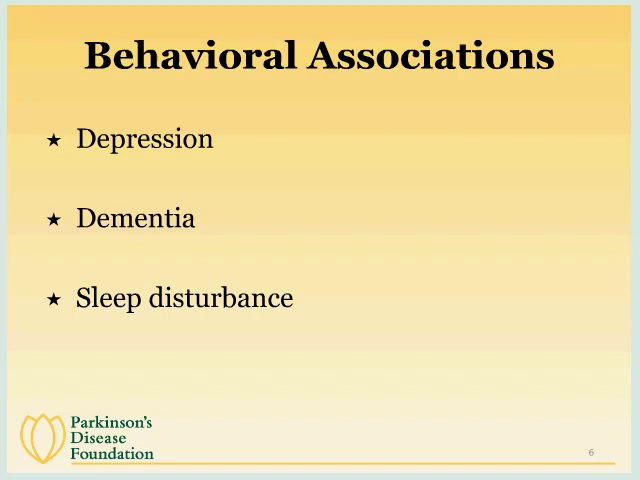 Behavioral Associations
★ Depression
★ Dementia
★ Sleep disturbance
Parkinson's
Disease
Foundation
6